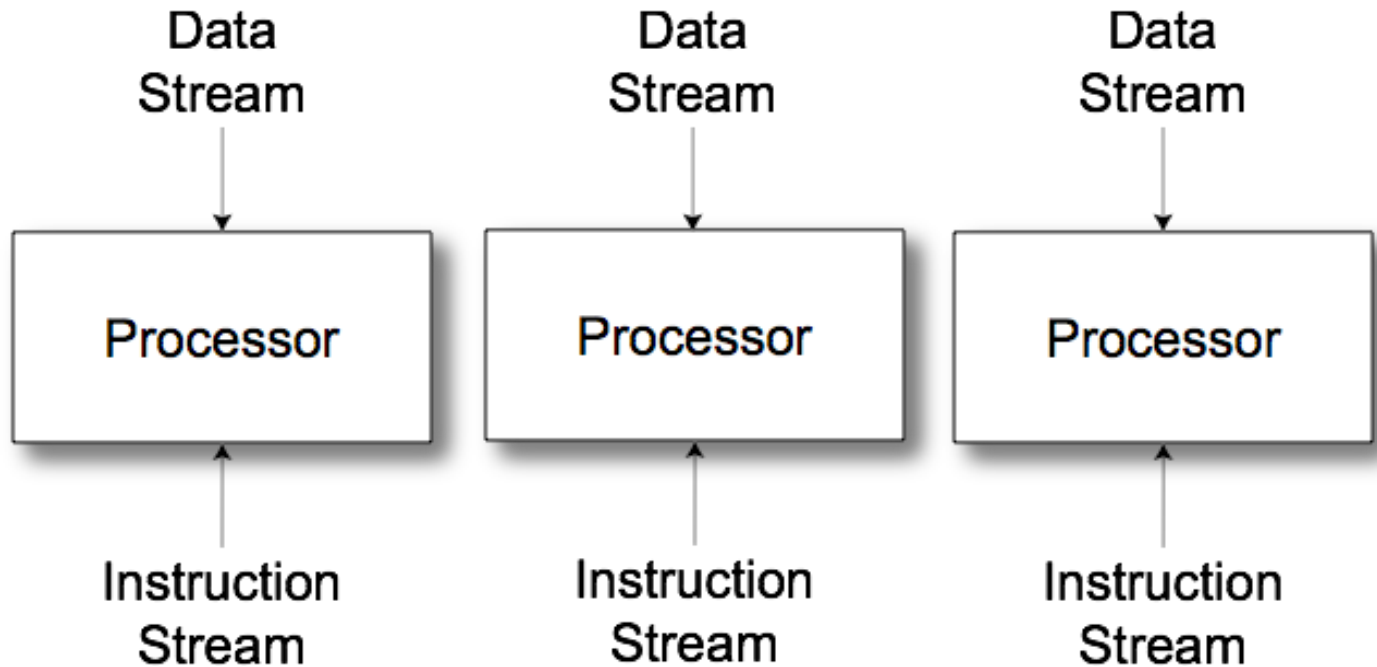 Data
Stream
Data
Stream
Data
Stream
Processor
Processor
Processor
Instruction
Stream
Instruction
Stream
Instruction
Stream